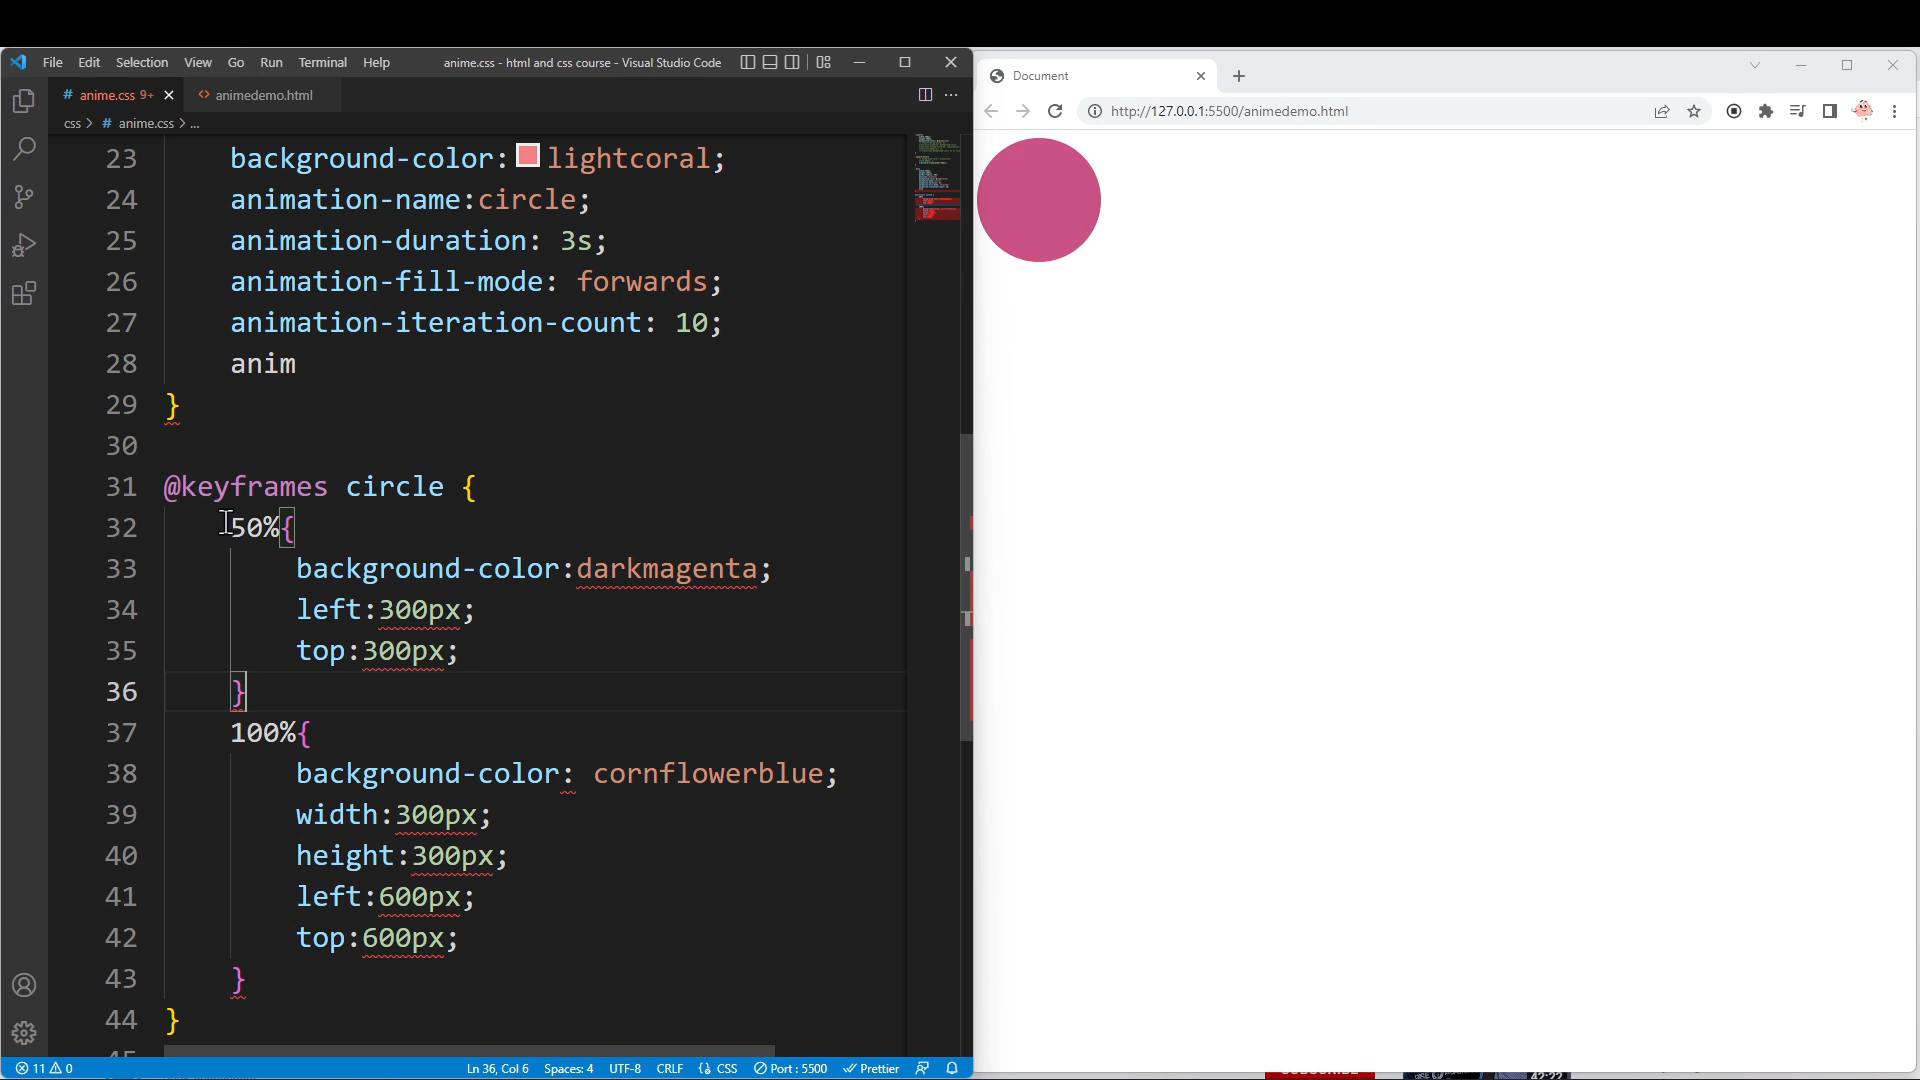 File Edit Selection View Go Run Terminal Help anime.css - html and css course - Visual Studio Code
# anime.css 9+ animedemo.html
css > # anime.css > ...
23 background-color: lightcoral;
24 animation-name:circle;
25 animation-duration: 3s;
26 animation-fill-mode: forwards;
27 animation-iteration-count: 10;
28 anim
29 }
30
31 @keyframes circle {
32 50%{
33 background-color:darkmagenta;
34 left:300px;
35 top:300px;
36 }
37 100%{
38 background-color: cornflowerblue;
39 width:300px;
40 height:300px;
41 left:600px;
42 top:600px;
43 }
44 }
11 0 Ln 36, Col 6 Spaces: 4 UTF-8 CRLF {} CSS Port : 5500 Prettier
Document
http://127.0.0.1:5500/animedemo.html